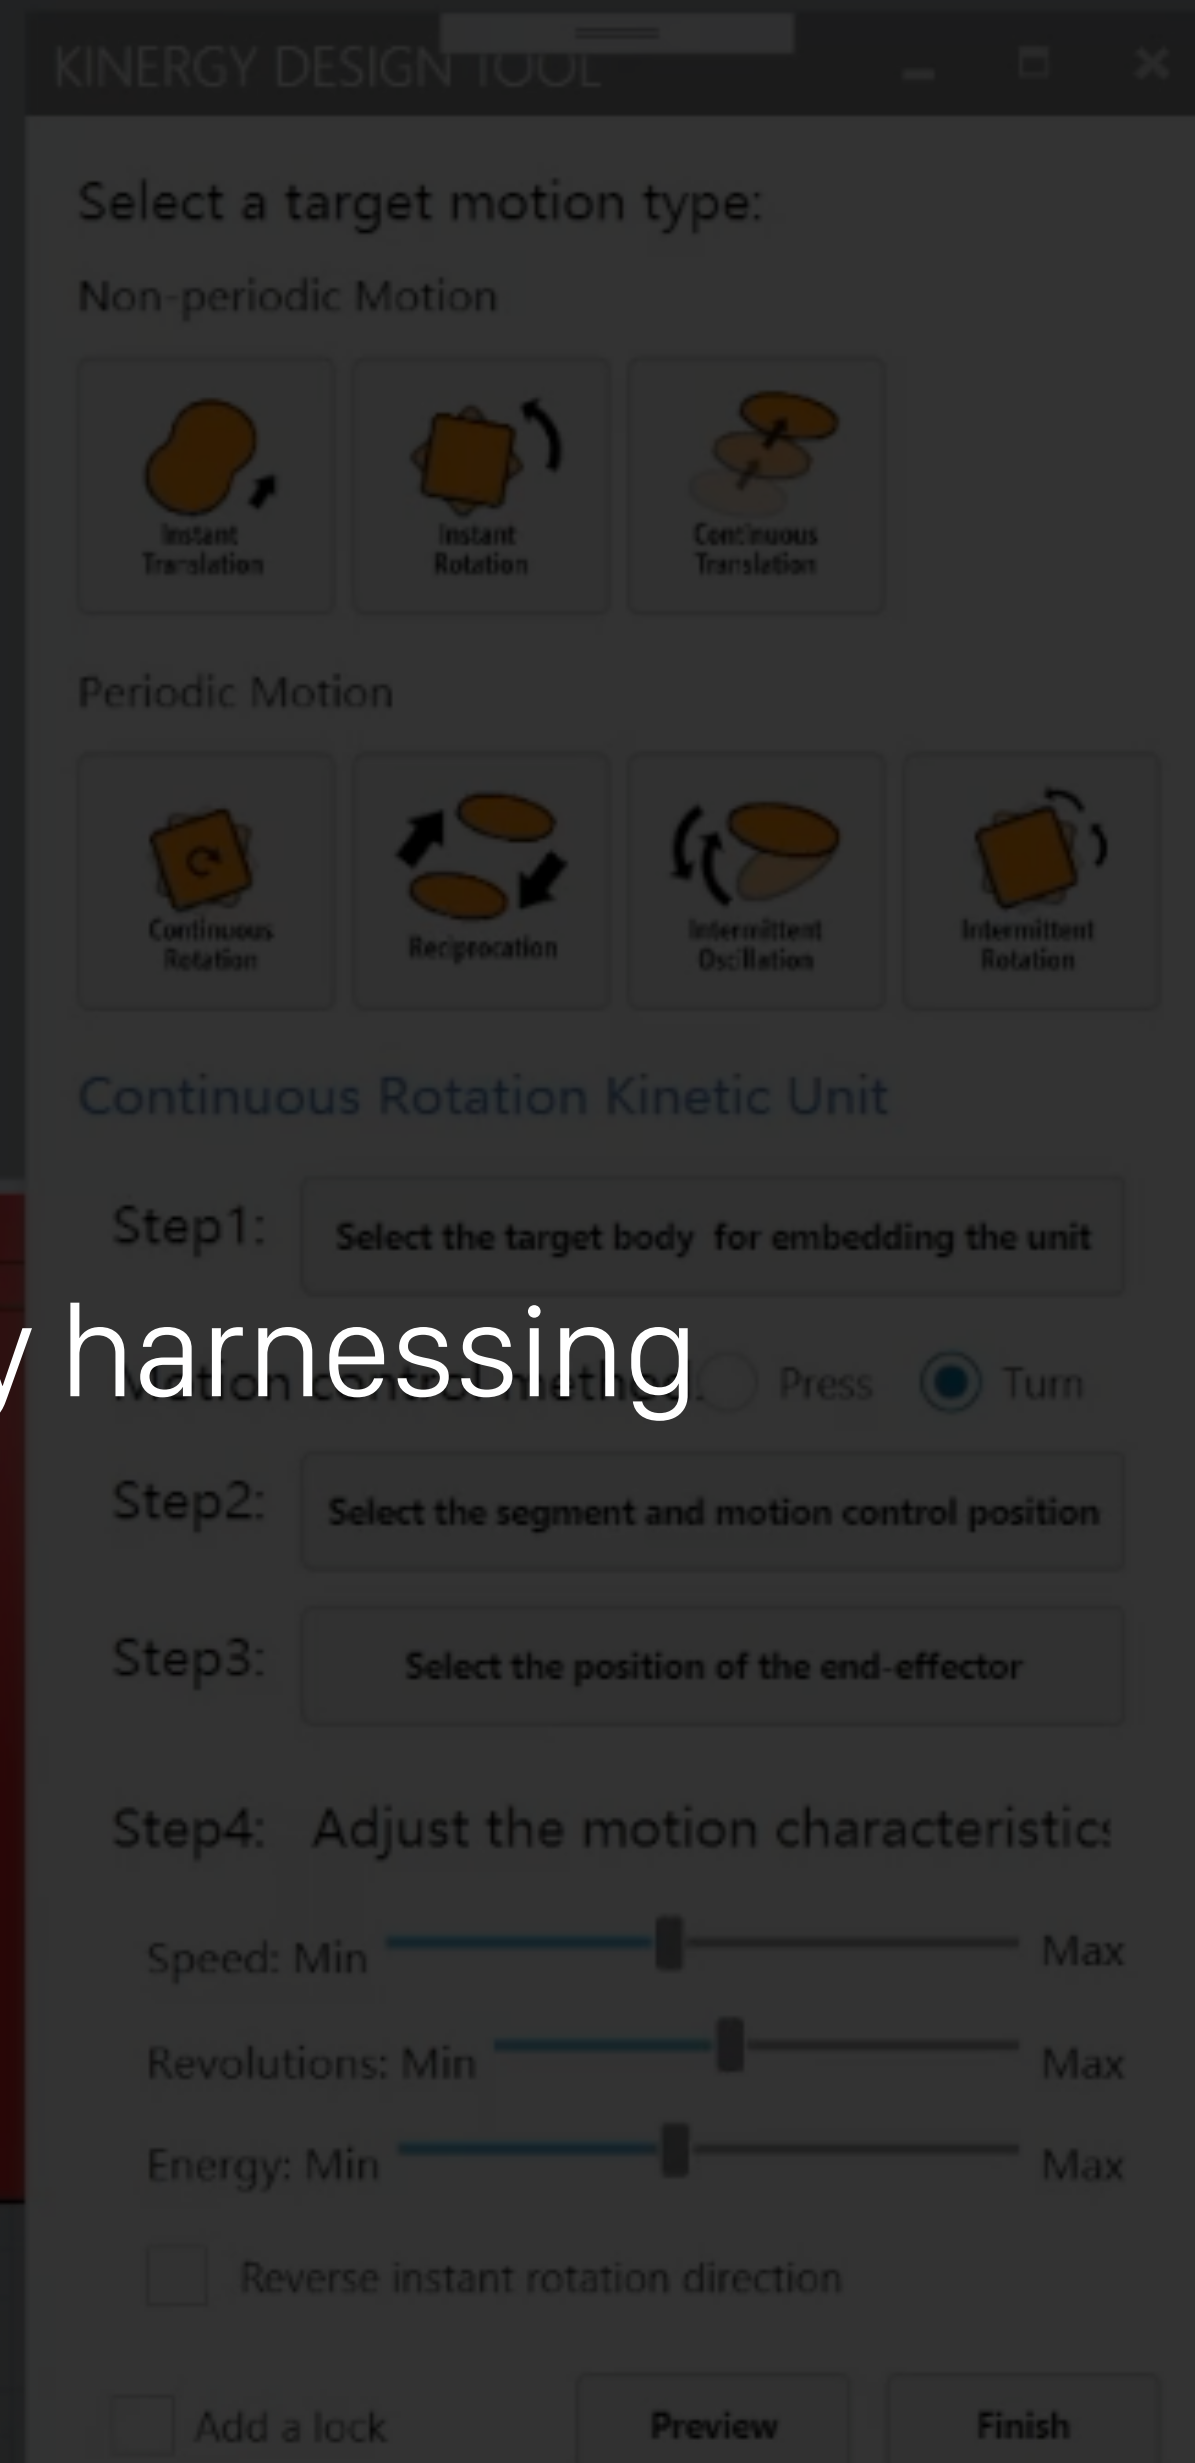 KINERGY DESIGN TOOL
Select a target motion type:
Non-periodic Motion
Instant
Translation
Instant
Rotation
Continuous
Translation
Periodic Motion
Continuous
Rotation
Reciprocation
Intermittent
Oscillation
Intermittent
Rotation
Continuous Rotation Kinetic Unit
Step1: Select the target body for embedding the unit
y harnessing
Motion control method: Press Turn
Step2: Select the segment and motion control position
Step3: Select the position of the end-effector
Step4: Adjust the motion characteristics
Speed: Min Max
Revolutions: Min Max
Energy: Min Max
Reverse instant rotation direction
Add a lock Preview Finish